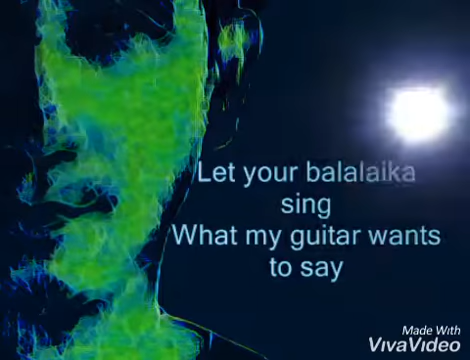 Let your balalaika
sing
What my guitar wants
to say
Made With
VivaVideo